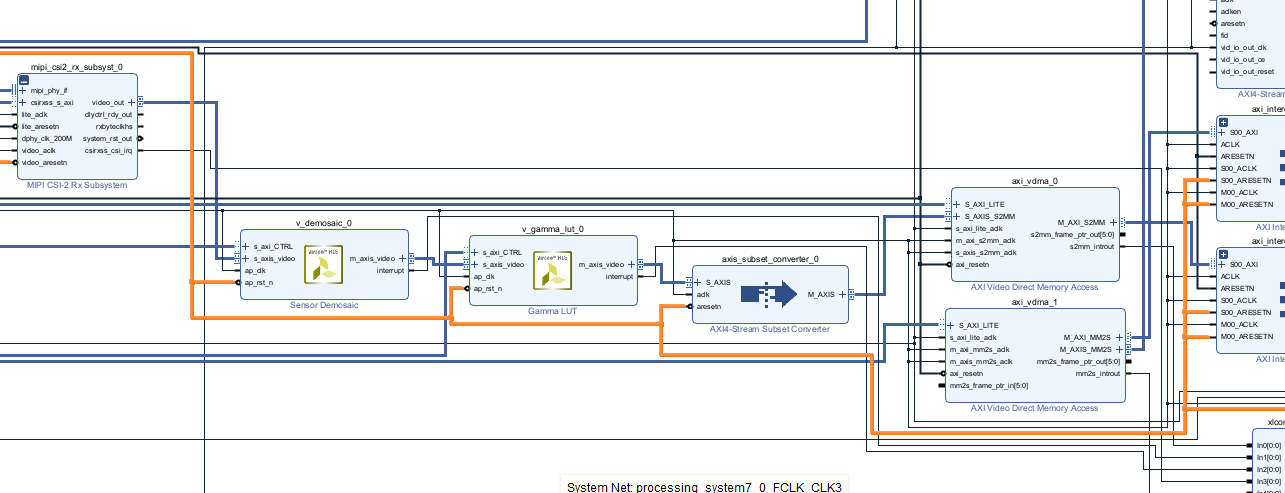 adken
aresetn
fid
vid_io_out_clk
vid_io_out_ce
vid_io_out_reset
AXI4-Stream
mipi_csi2_rx_subsyst_0
mipi_phy_if
csirxss_s_axi
lite_aclk
lite_aresetn
dphy_clk_200M
video_aclk
video_aresetn
video_out
dlyctrl_rdy_out
rxbyteclkhs
system_rst_out
csirxss_csi_irq
MIPI CSI-2 Rx Subsystem
v_demosaic_0
s_axi_CTRL
s_axis_video
ap_clk
ap_rst_n
m_axis_video
interrupt
Sensor Demosaic
v_gamma_lut_0
s_axi_CTRL
s_axis_video
ap_clk
ap_rst_n
m_axis_video
interrupt
Gamma LUT
axis_subset_converter_0
S_AXIS
aclk
aresetn
M_AXIS
AXI4-Stream Subset Converter
axi_vdma_0
S_AXI_LITE
S_AXIS_S2MM
s_axi_lite_aclk
m_axi_s2mm_aclk
s_axis_s2mm_aclk
axi_resetn
M_AXI_S2MM
s2mm_frame_ptr_out[5:0]
s2mm_introut
AXI Video Direct Memory Access
axi_vdma_1
S_AXI_LITE
s_axi_lite_aclk
m_axi_mm2s_aclk
m_axis_mm2s_aclk
axi_resetn
mm2s_frame_ptr_in[5:0]
M_AXI_MM2S
M_AXIS_MM2S
mm2s_frame_ptr_out[5:0]
mm2s_introut
AXI Video Direct Memory Access
axi_inter
S00_AXI
ACLK
ARESETN
S00_ACLK
S00_ARESETN
M00_ACLK
M00_ARESETN
AXI Inte
axi_inter
S00_AXI
ACLK
ARESETN
S00_ACLK
S00_ARESETN
M00_ACLK
M00_ARESETN
AXI Inte
xlcon
In0[0:0]
In1[0:0]
In2[0:0]
In3[0:0]
System Net: processing_system7_0_FCLK_CLK3